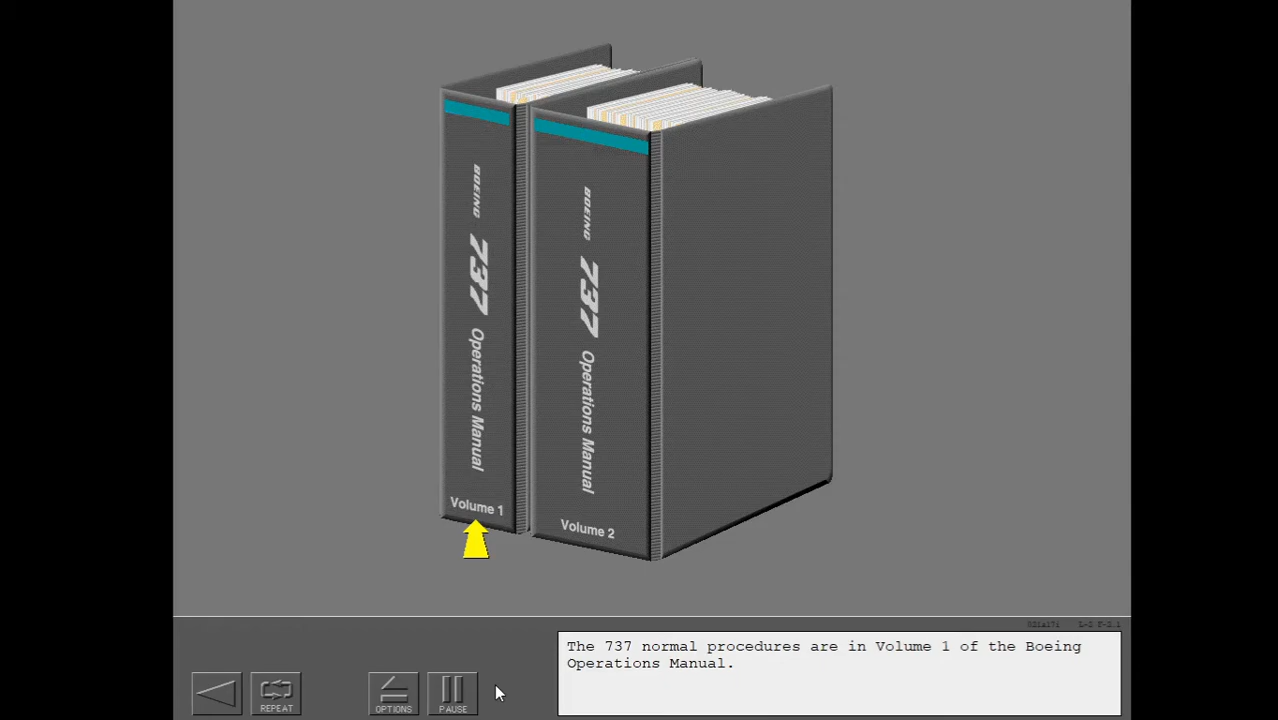 BOEING 737 Operations Manual
Volume 1
BOEING 737 Operations Manual
Volume 2
The 737 normal procedures are in Volume 1 of the Boeing
Operations Manual.
REPEAT
OPTIONS
PAUSE